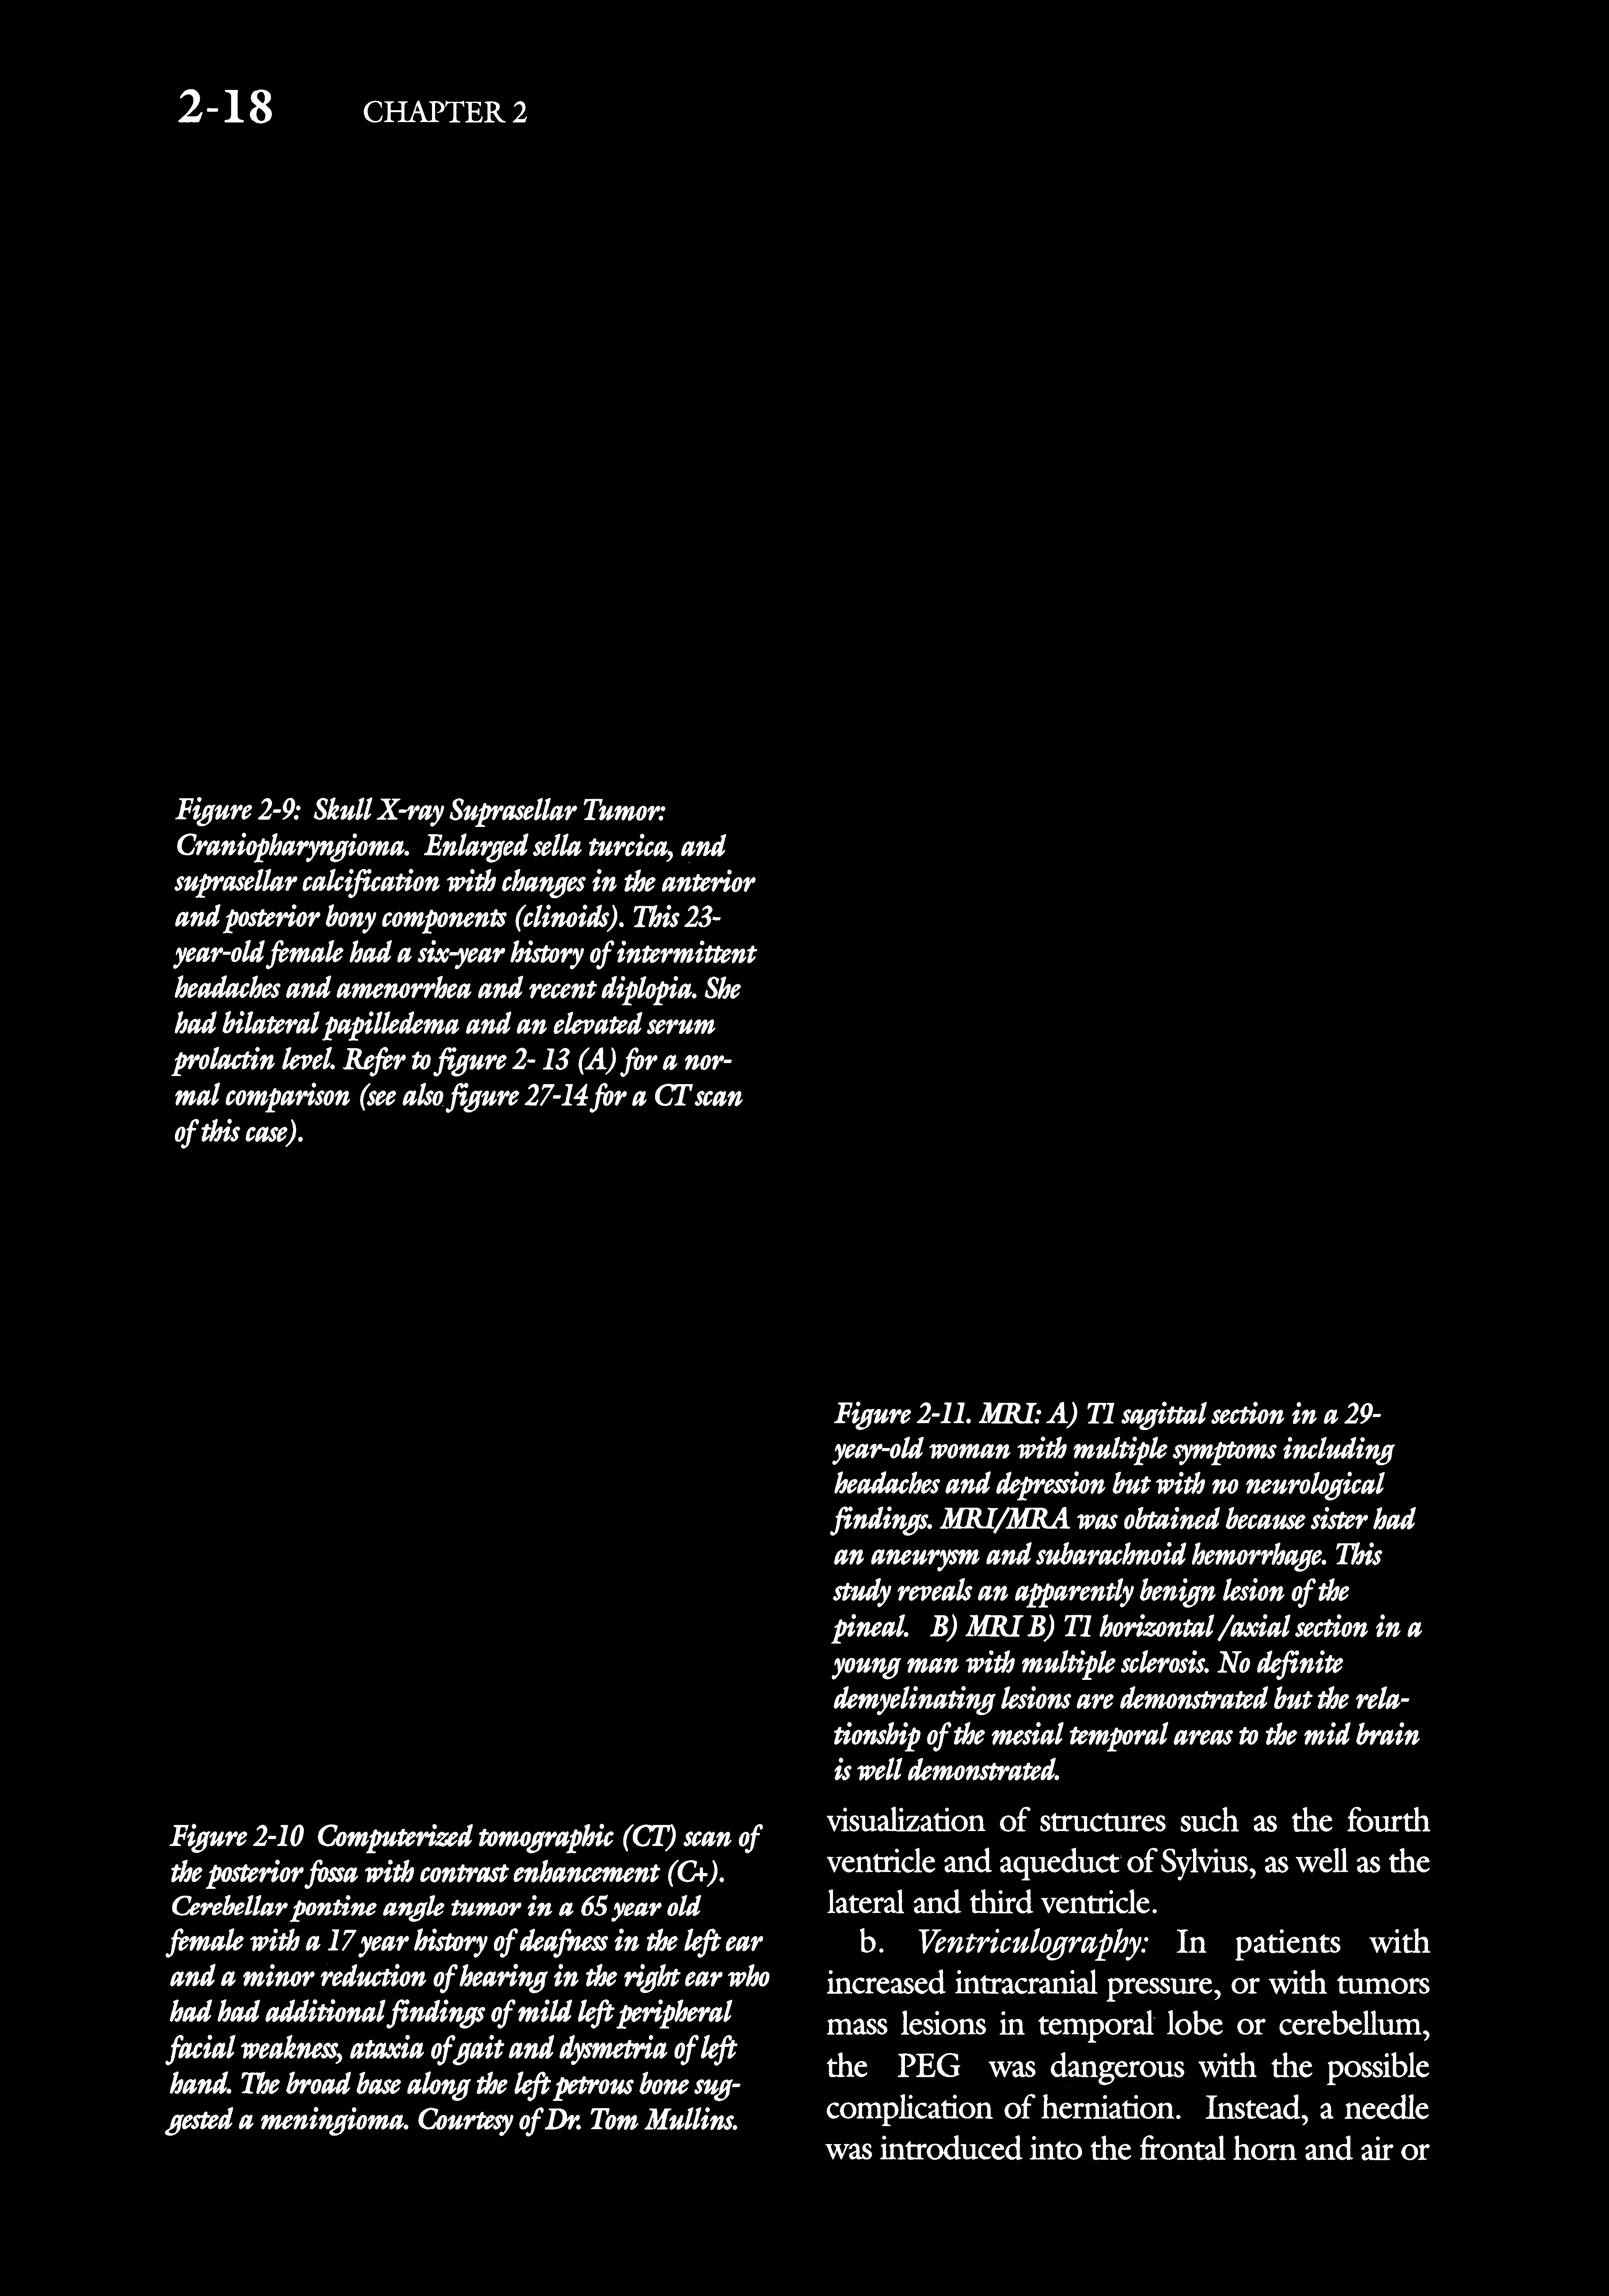 2-18 CHAPTER 2
Figure 2-9: Skull X-ray Suprasellar Tumor:
Craniopharyngioma. Enlarged sella turcica, and
suprasellar calcification with changes in the anterior
and posterior bony components (clinoids). This 23-
year-old female had a six-year history of intermittent
headaches and amenorrhea and recent diplopia. She
had bilateral papilledema and an elevated serum
prolactin level. Refer to figure 2- 13 (A) for a nor-
mal comparison (see also figure 27-14 for a CT scan
of this case).
Figure 2-10 Computerized tomographic (CT) scan of
the posterior fossa with contrast enhancement (C+).
Cerebellar pontine angle tumor in a 65 year old
female with a 17 year history of deafness in the left ear
and a minor reduction of hearing in the right ear who
had had additional findings of mild left peripheral
facial weakness, ataxia of gait and dysmetria of left
hand. The broad base along the left petrous bone sug-
gested a meningioma. Courtesy of Dr. Tom Mullins.
Figure 2-11. MRI: A) T1 sagittal section in a 29-
year-old woman with multiple symptoms including
headaches and depression but with no neurological
findings. MRI/MRA was obtained because sister had
an aneurysm and subarachnoid hemorrhage. This
study reveals an apparently benign lesion of the
pineal. B) MRI B) T1 horizontal /axial section in a
young man with multiple sclerosis. No definite
demyelinating lesions are demonstrated but the rela-
tionship of the mesial temporal areas to the mid brain
is well demonstrated.
visualization of structures such as the fourth
ventricle and aqueduct of Sylvius, as well as the
lateral and third ventricle.
b. Ventriculography: In patients with
increased intracranial pressure, or with tumors
mass lesions in temporal lobe or cerebellum,
the PEG was dangerous with the possible
complication of herniation. Instead, a needle
was introduced into the frontal horn and air or